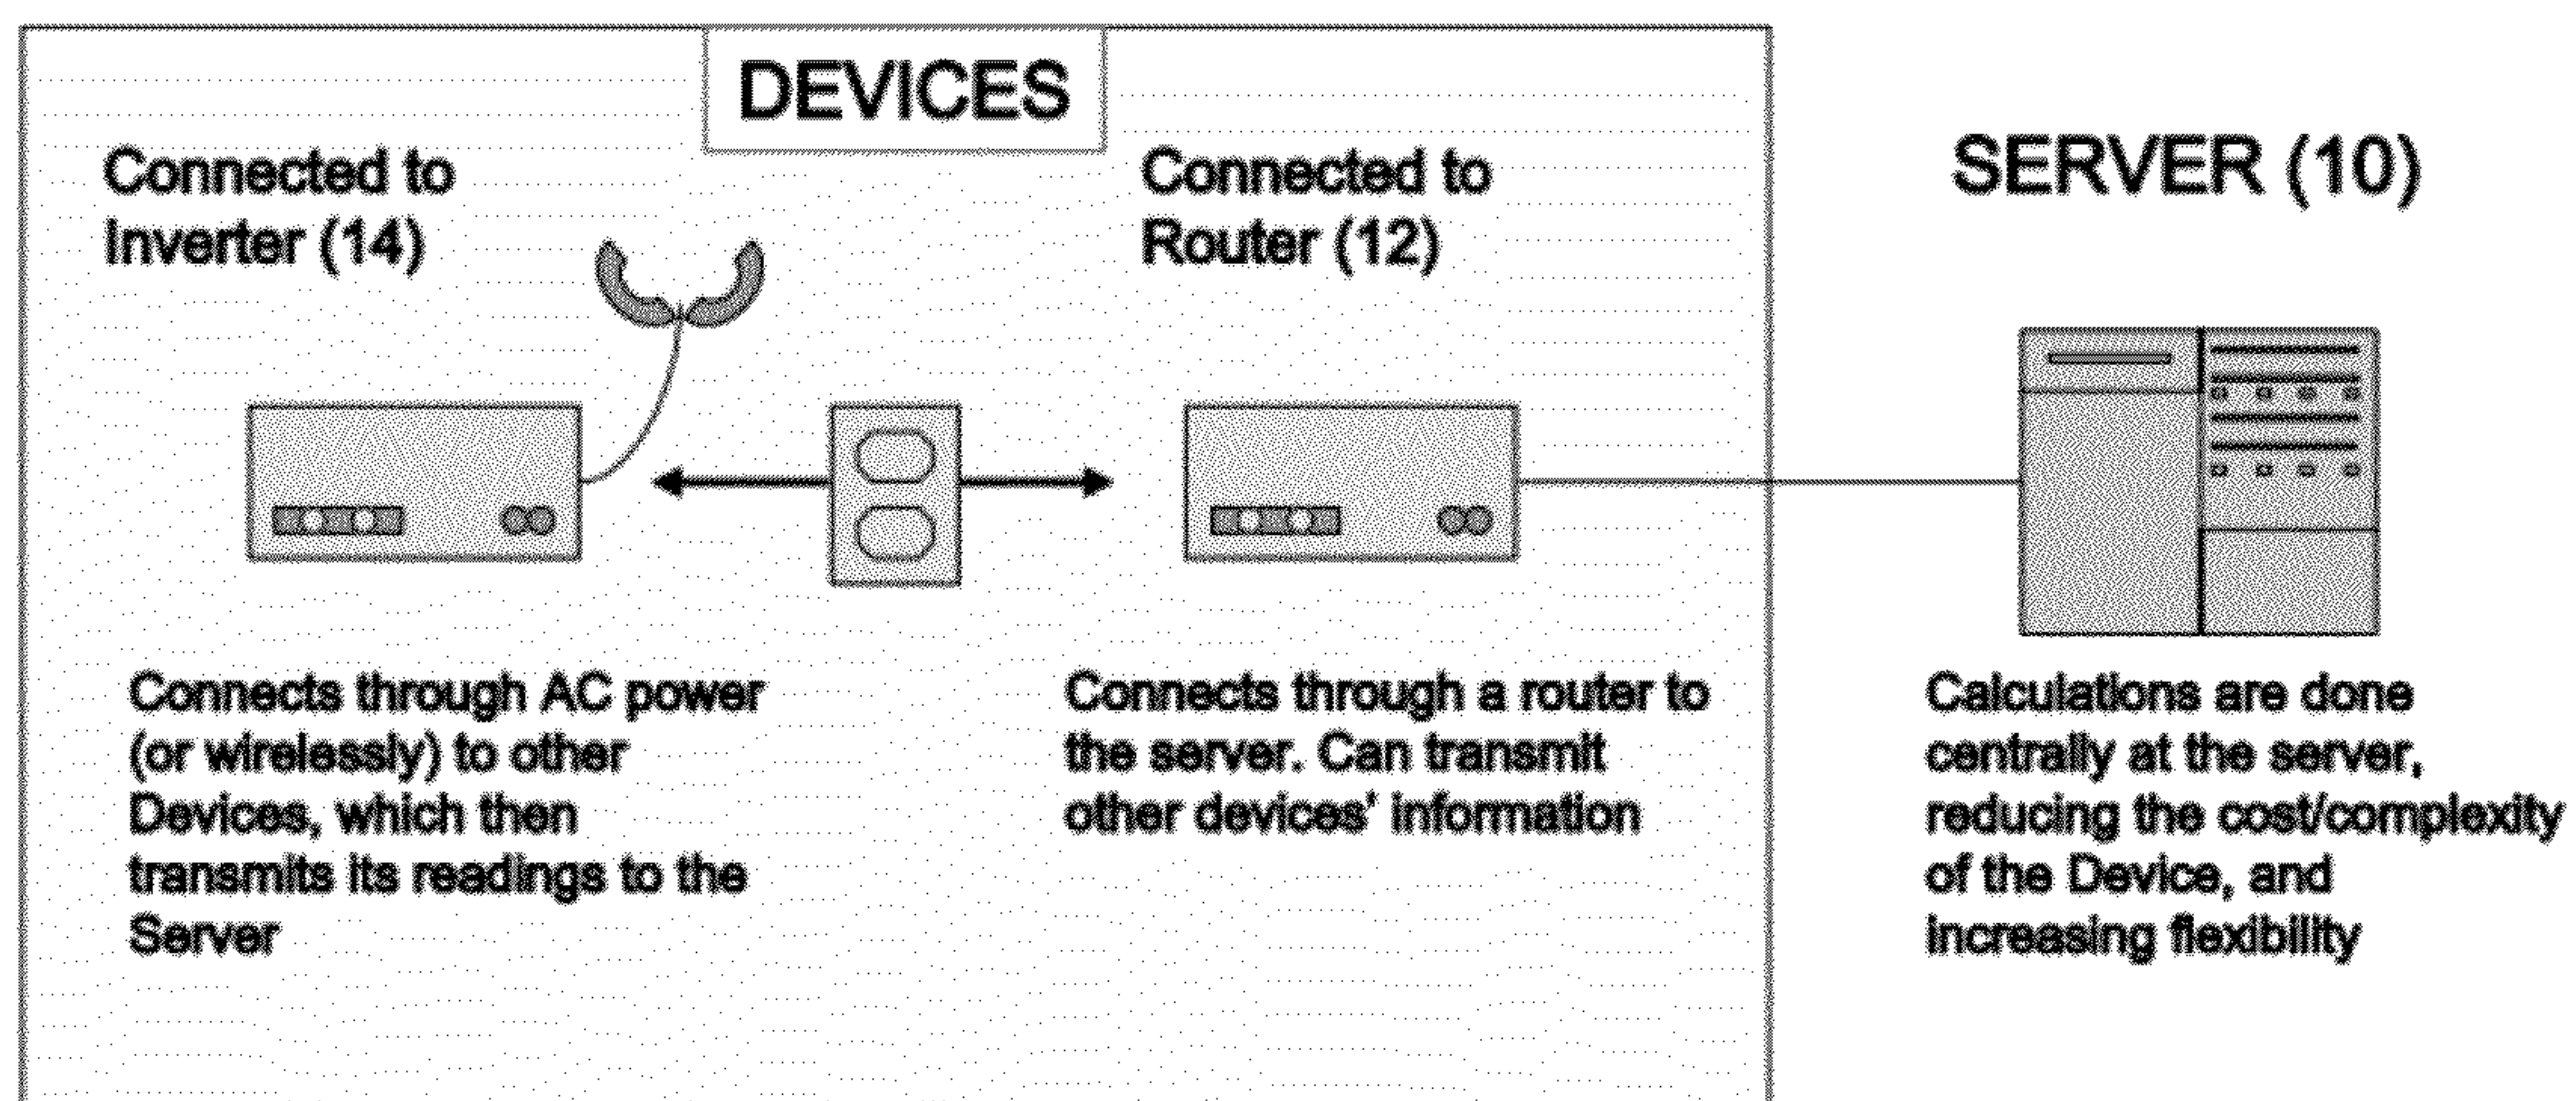 DEVICES
Connected to
Inverter (14)
Connected to
Router (12)
SERVER (10)
Connects through AC power
(or wirelessly) to other
Devices, which then
transmits its readings to the
Server
Connects through a router to
the server. Can transmit
other devices' information
Calculations are done
centrally at the server,
reducing the cost/complexity
of the Device, and
increasing flexibility